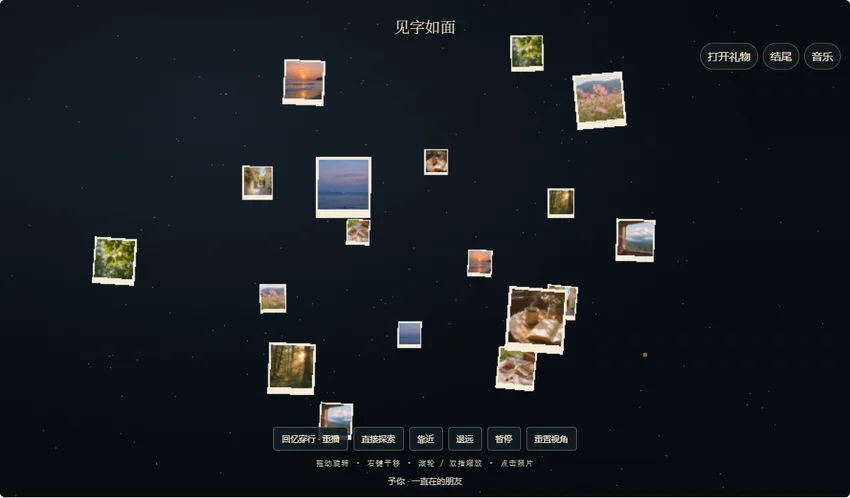 见字如面
打开礼物 结尾 音乐
回忆穿行 · 重播 直接探索 靠近 退远 暂停 重置视角
拖动旋转 • 右键平移 • 滚轮 / 双指缩放 • 点击照片
予你 · 一直在的朋友